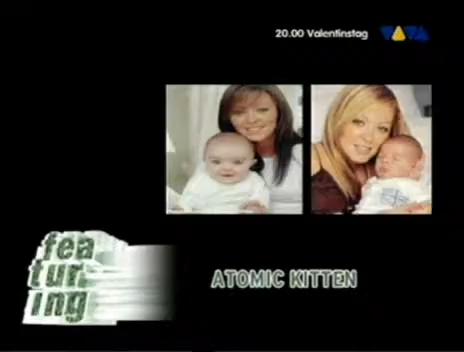 20.00 Valentinstag VIVA
fea
tur
ing
ATOMIC KITTEN